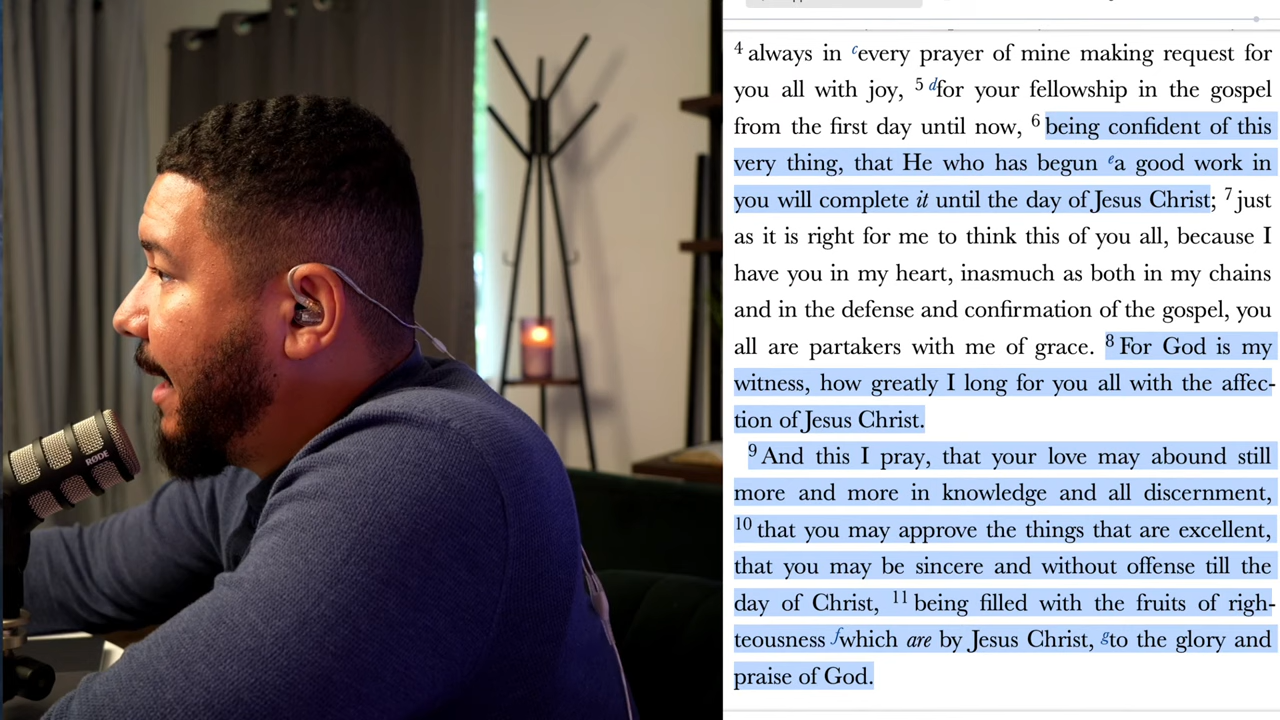 RØDE
4 always in c every prayer of mine making request for
you all with joy, 5 d for your fellowship in the gospel
from the first day until now, 6 being confident of this
very thing, that He who has begun e a good work in
you will complete it until the day of Jesus Christ; 7 just
as it is right for me to think this of you all, because I
have you in my heart, inasmuch as both in my chains
and in the defense and confirmation of the gospel, you
all are partakers with me of grace. 8 For God is my
witness, how greatly I long for you all with the affec-
tion of Jesus Christ.
9 And this I pray, that your love may abound still
more and more in knowledge and all discernment,
10 that you may approve the things that are excellent,
that you may be sincere and without offense till the
day of Christ, 11 being filled with the fruits of righ-
teousness f which are by Jesus Christ, g to the glory and
praise of God.